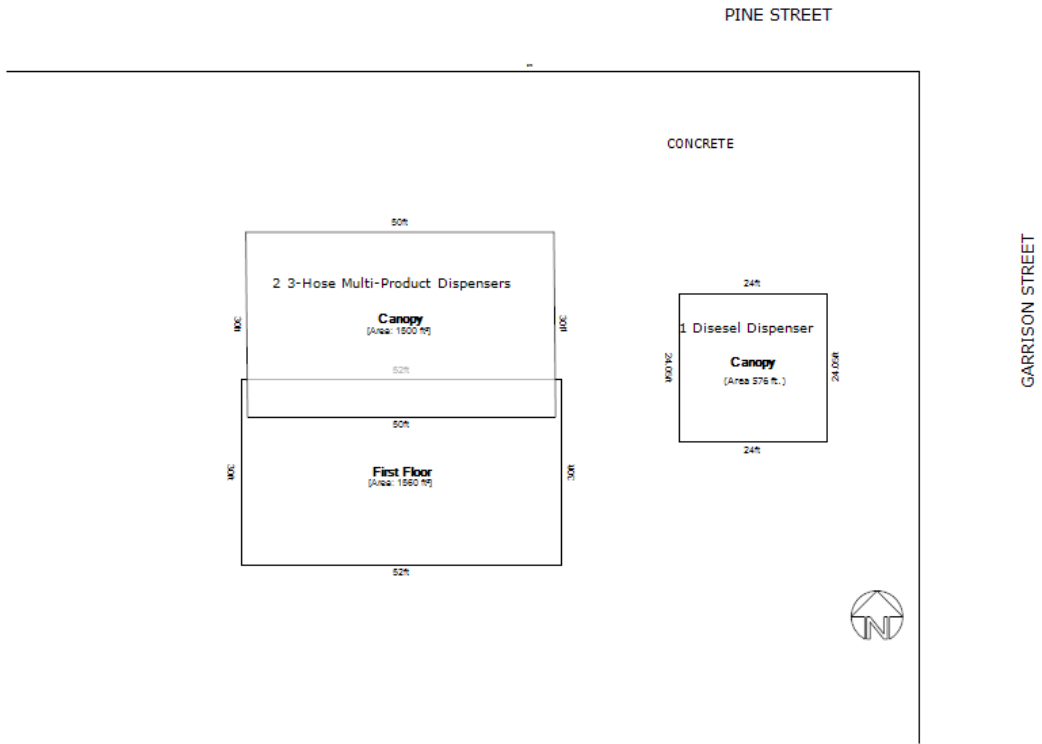 PINE STREET
CONCRETE
GARRISON STREET
50ft
2 3-Hose Multi-Product Dispensers
Canopy
[Area: 1500 ft²]
30ft
30ft
52ft
50ft
First Floor
[Area: 1560 ft²]
30ft
30ft
52ft
24ft
1 Disesel Dispenser
Canopy
(Area 576 ft.)
24.05ft
24.05ft
24ft
N